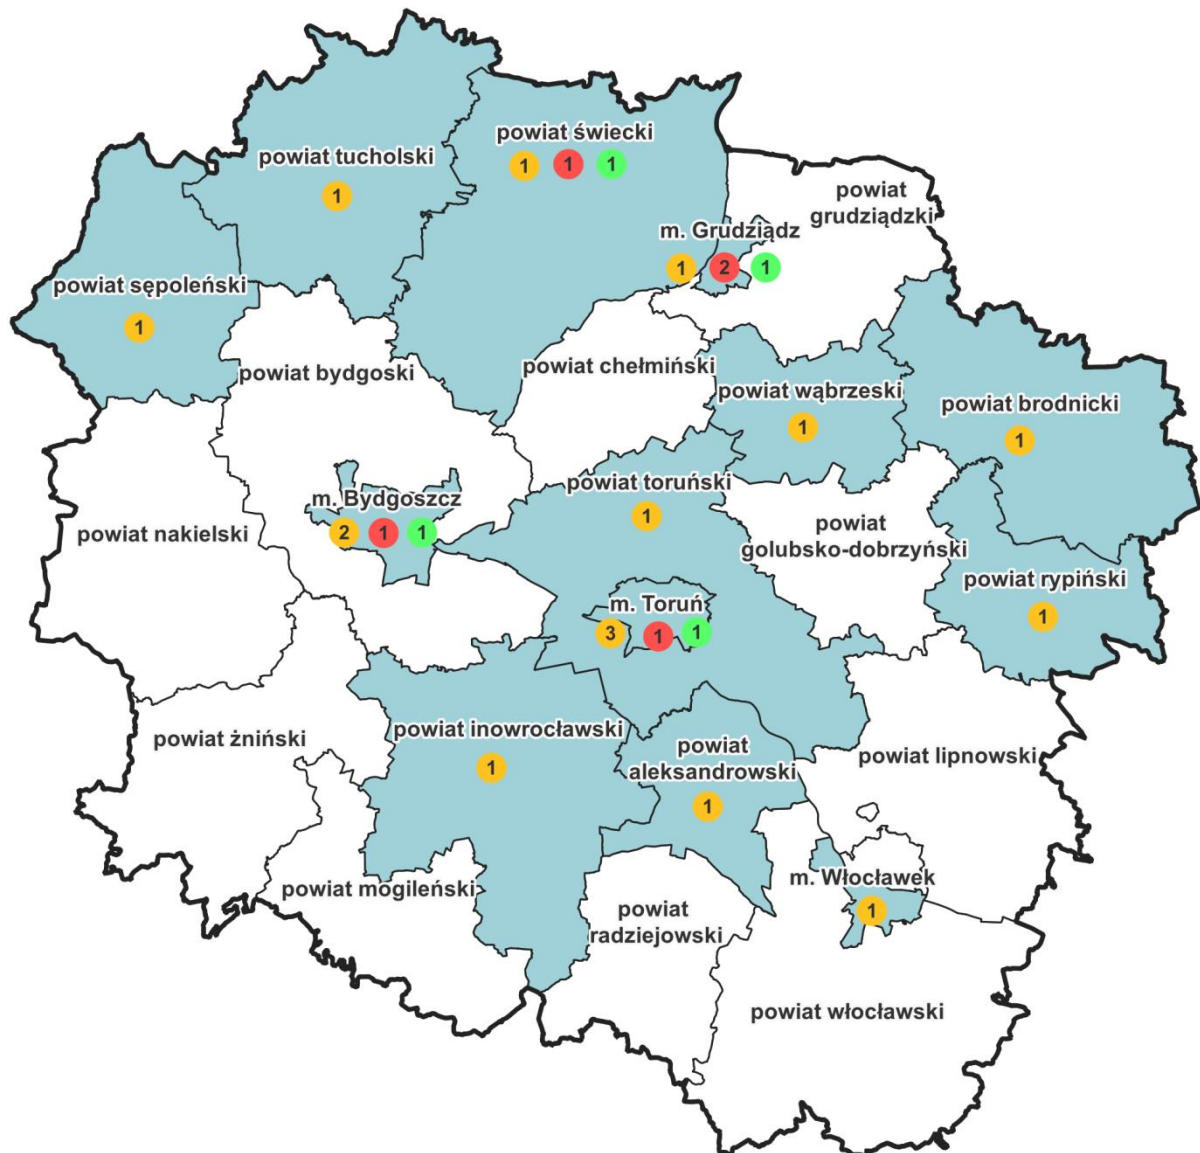 powiat świecki
1 1 1
powiat tucholski
1
powiat
grudziądzki
m. Grudziądz
1 2 1
powiat sępoleński
1
powiat chełmiński
powiat bydgoski
powiat wąbrzeski
1
powiat brodnicki
1
powiat toruński
1
m. Bydgoszcz
2 1 1
powiat nakielski
powiat
golubsko-dobrzyński
powiat rypiński
1
m. Toruń
3 1 1
powiat inowrocławski
1
powiat żniński
powiat
aleksandrowski
1
powiat lipnowski
m. Włocławek
1
powiat mogileński
powiat
radziejowski
powiat włocławski